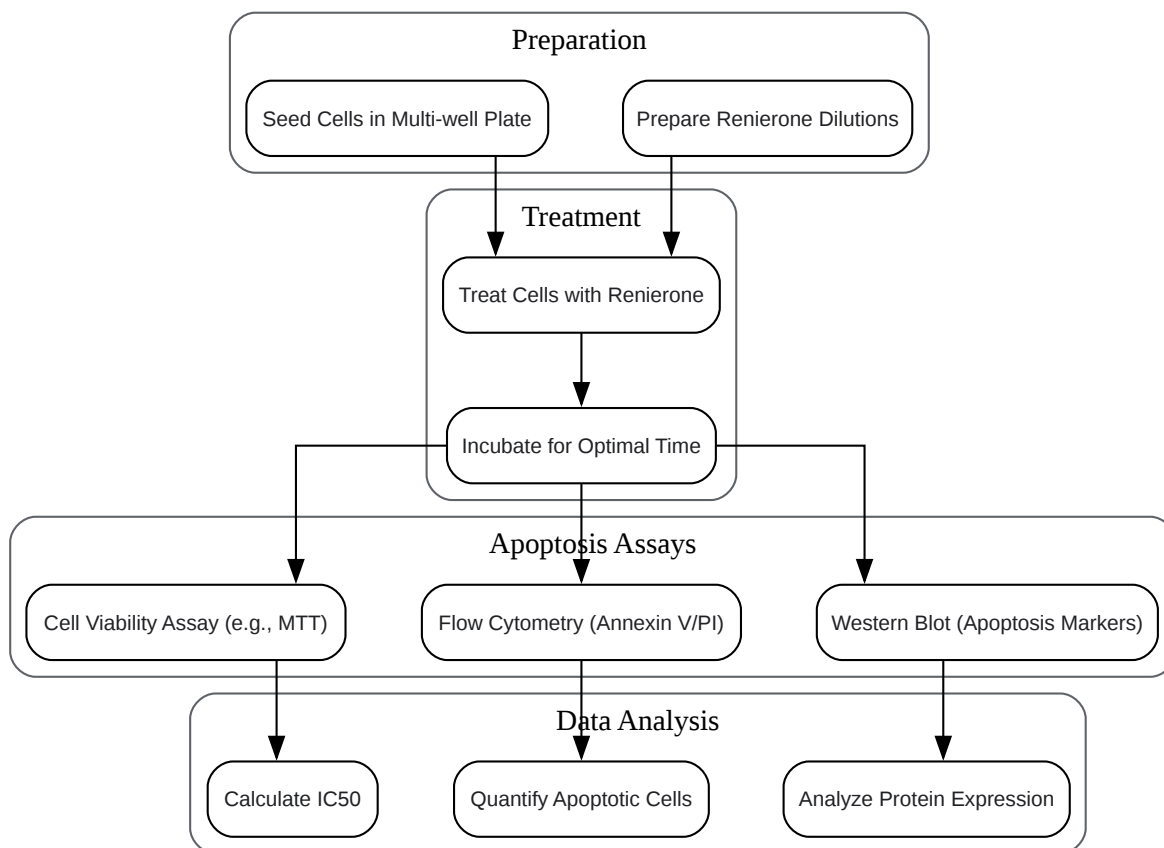 Preparation
Seed Cells in Multi-well Plate
Prepare Renierone Dilutions
Treatment
Treat Cells with Renierone
Incubate for Optimal Time
Apoptosis Assays
Cell Viability Assay (e.g., MTT)
Flow Cytometry (Annexin V/PI)
Western Blot (Apoptosis Markers)
Data Analysis
Calculate IC50
Quantify Apoptotic Cells
Analyze Protein Expression